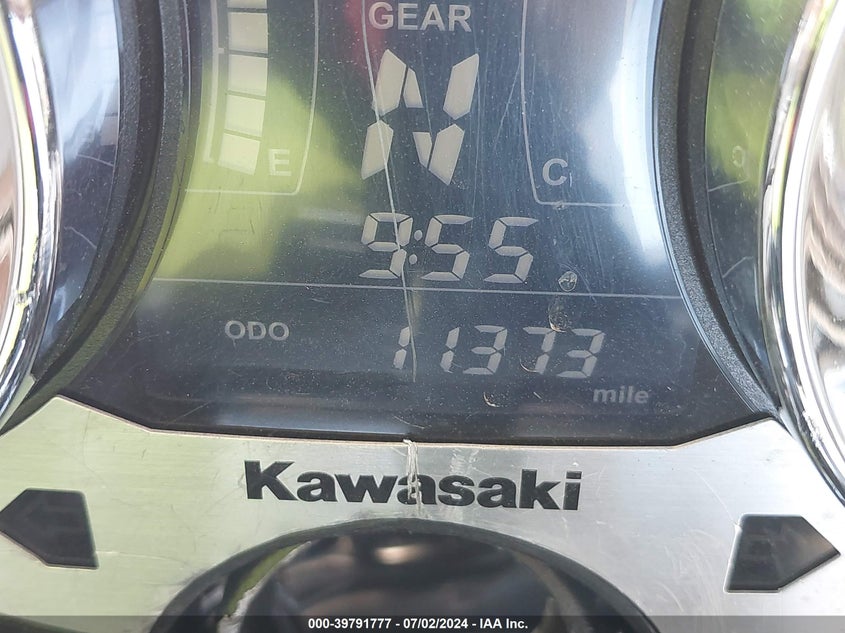 GEAR
N
E
C
9:55
ODO 11373
mile
Kawasaki
000-39791777 - 07/02/2024 - IAA Inc.